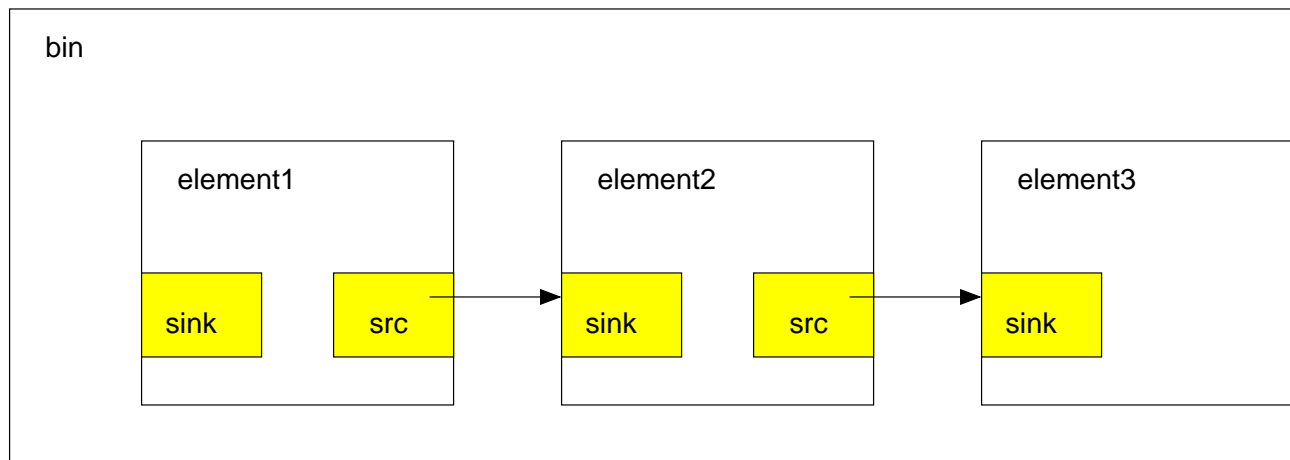 bin
element1
element2
element3
sink
src
sink
src
sink